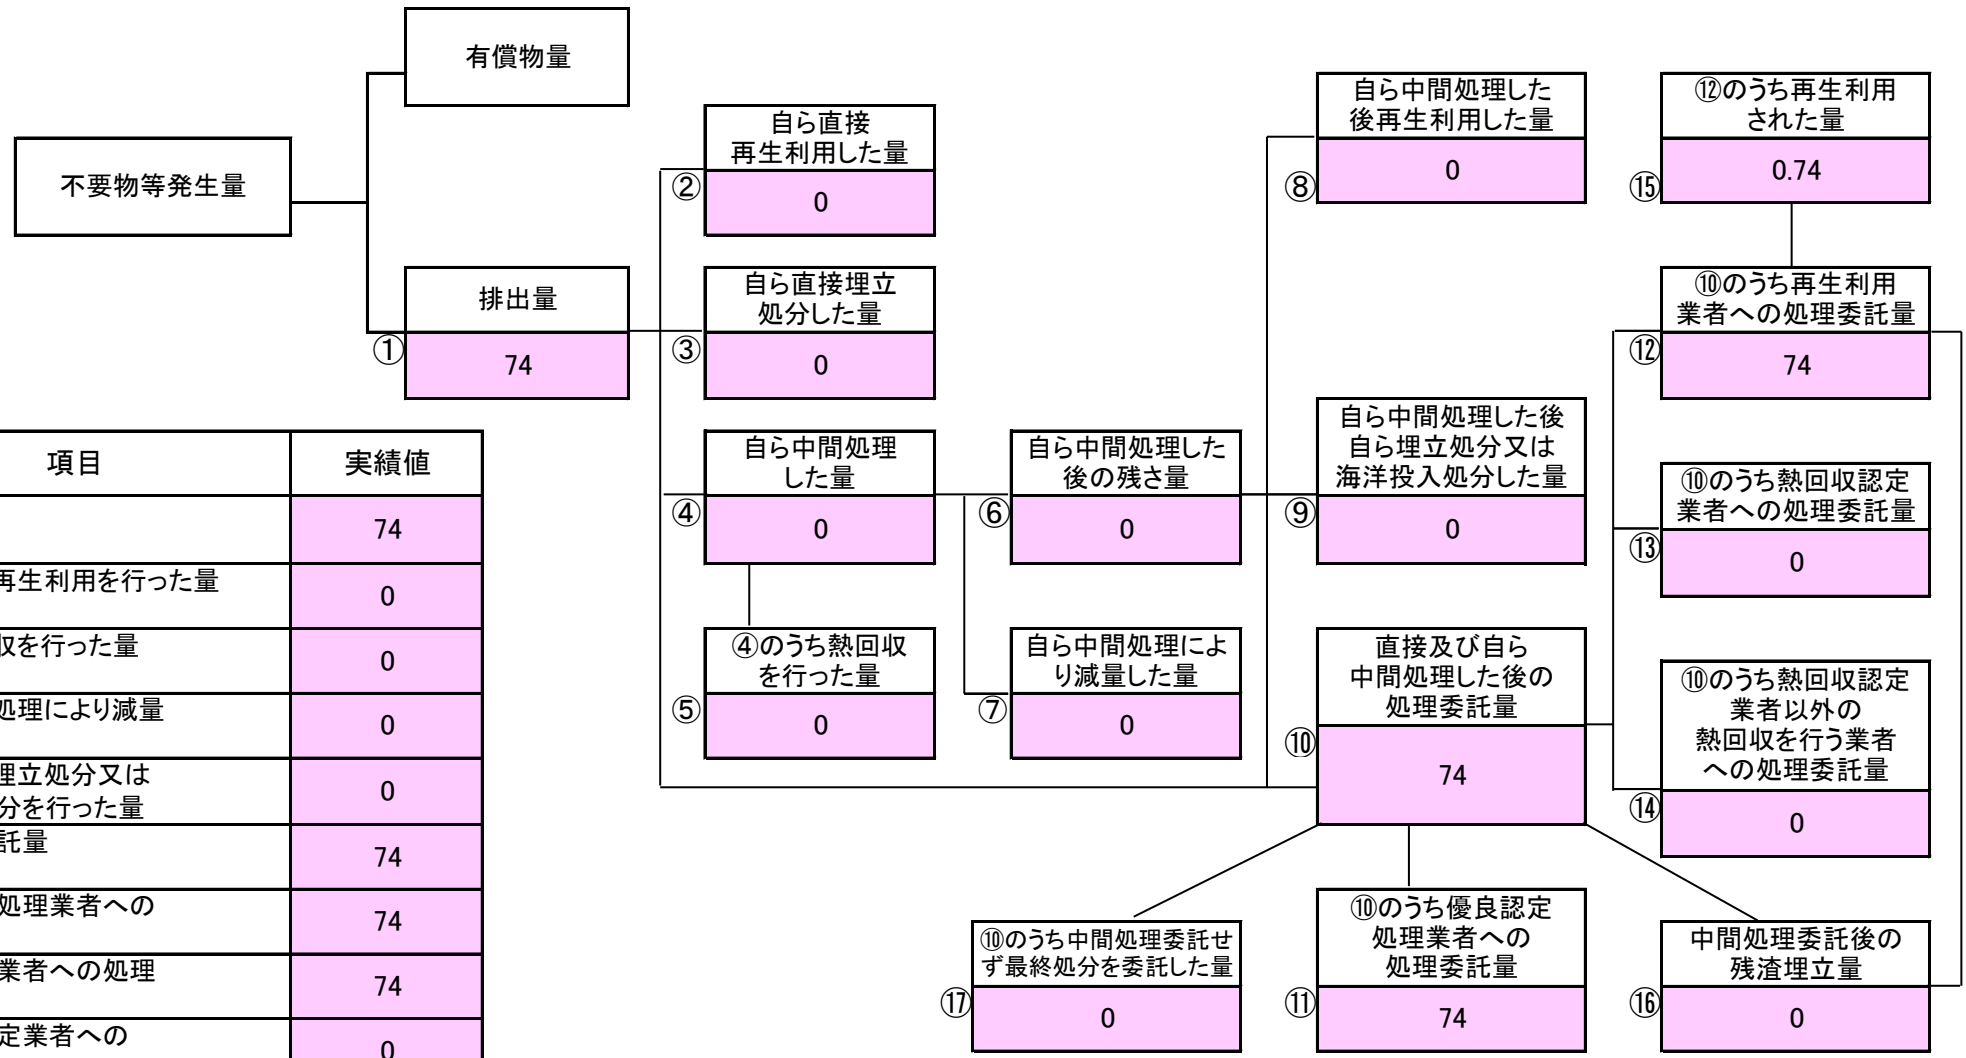 有償物量
不要物等発生量
排出量
①
74
自ら直接
再生利用した量
②
0
自ら直接埋立
処分した量
③
0
自ら中間処理
した量
④
0
④のうち熱回収
を行った量
⑤
0
自ら中間処理した
後の残さ量
⑥
0
自ら中間処理によ
り減量した量
⑦
0
自ら中間処理した
後再生利用した量
⑧
0
自ら中間処理した後
自ら埋立処分又は
海洋投入処分した量
⑨
0
直接及び自ら
中間処理した後の
処理委託量
⑩
74
⑫のうち再生利用
された量
⑮
0.74
⑩のうち再生利用
業者への処理委託量
⑫
74
⑩のうち熱回収認定
業者への処理委託量
⑬
0
⑩のうち熱回収認定
業者以外の
熱回収を行う業者
への処理委託量
⑭
0
⑩のうち中間処理委託せ
ず最終処分を委託した量
⑰
0
⑩のうち優良認定
処理業者への
処理委託量
⑪
74
中間処理委託後の
残渣埋立量
⑯
0
項目 実績値
74
再生利用を行った量
0
収を行った量
0
処理により減量
0
埋立処分又は
分を行った量
0
託量
74
処理業者への
74
業者への処理
74
定業者への
0